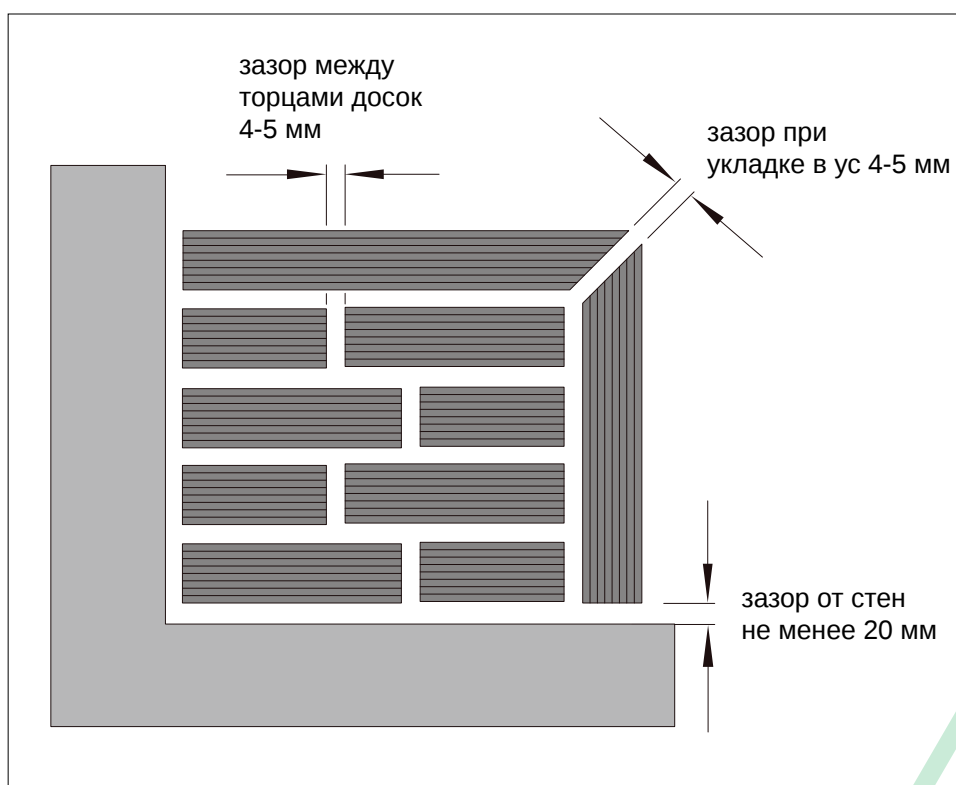 зазор между
торцами досок
4-5 мм
зазор при
укладке в ус 4-5 мм
зазор от стен
не менее 20 мм